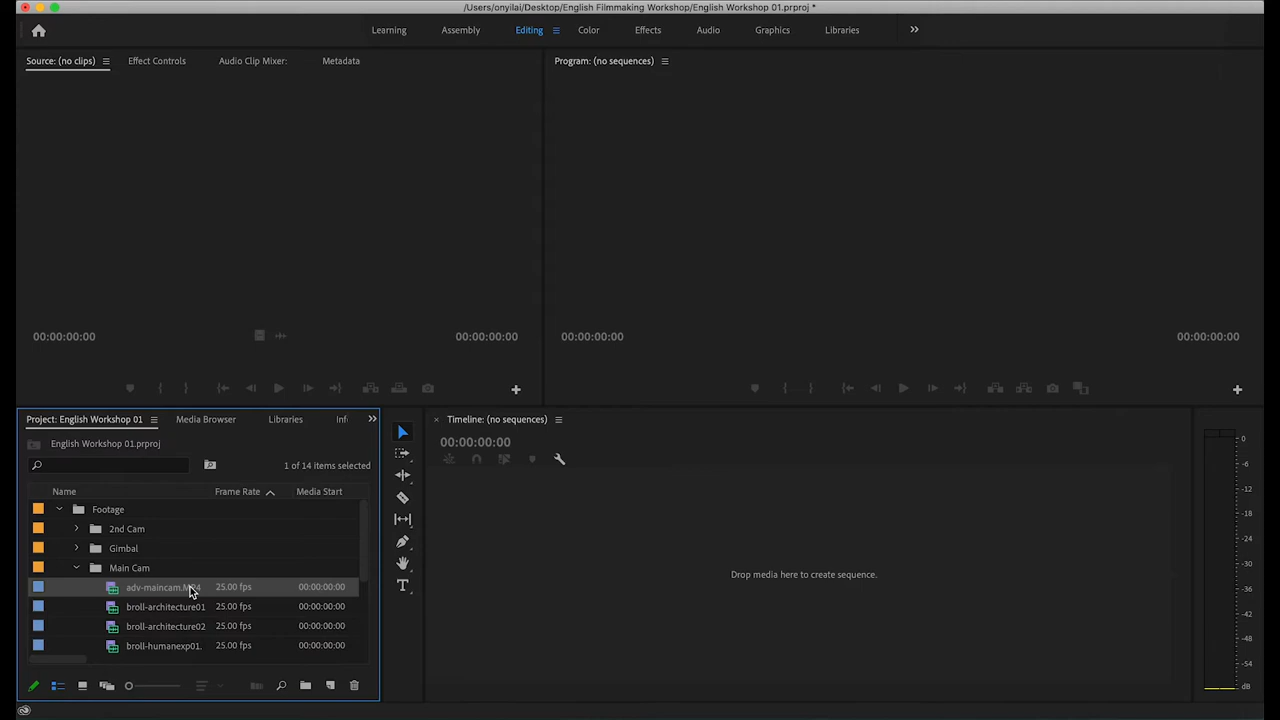 /Users/onyilai/Desktop/English Filmmaking Workshop/English Workshop 01.prproj *
Learning Assembly Editing Color Effects Audio Graphics Libraries
Source: (no clips) Effect Controls Audio Clip Mixer: Metadata
Program: (no sequences)
00:00:00:00 00:00:00:00
00:00:00:00 00:00:00:00
Project: English Workshop 01 Media Browser Libraries Inf
English Workshop 01.prproj
1 of 14 items selected
Name Frame Rate Media Start
Footage
2nd Cam
Gimbal
Main Cam
adv-maincam.MP4 25.00 fps 00:00:00:00
broll-architecture01 25.00 fps 00:00:00:00
broll-architecture02 25.00 fps 00:00:00:00
broll-humanexp01. 25.00 fps 00:00:00:00
Timeline: (no sequences)
00:00:00:00
Drop media here to create sequence.
0
-6
-12
-18
-24
-30
-36
-42
-48
-54
dB